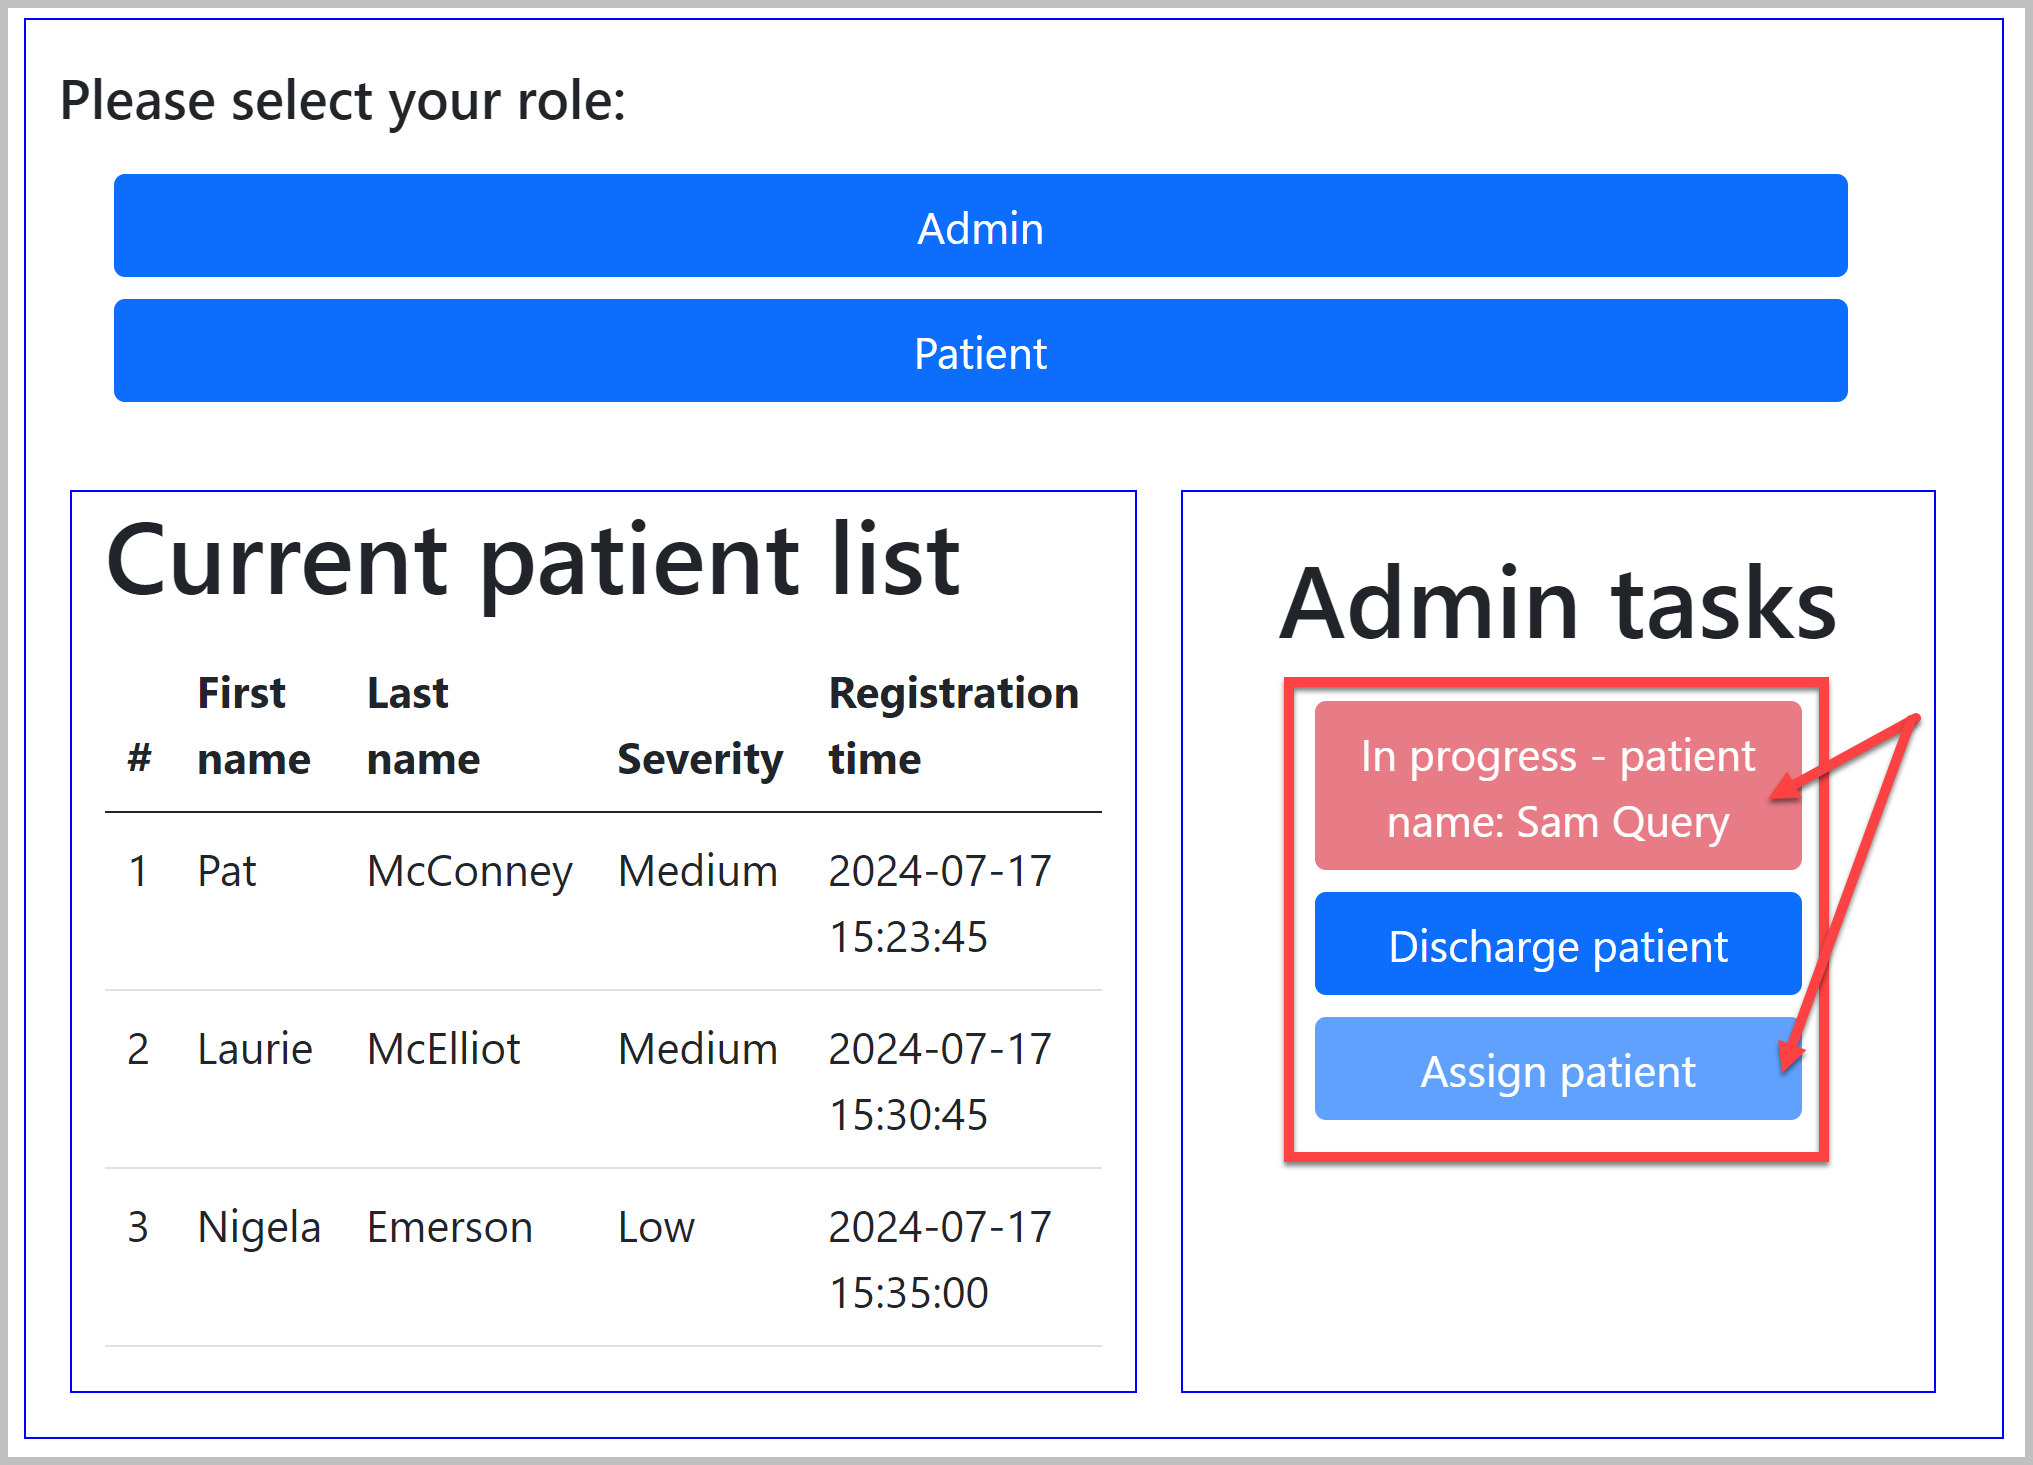 Please select your role:
Admin
Patient
Current patient list
# First name Last name Severity Registration time
1 Pat McConney Medium 2024-07-17 15:23:45
2 Laurie McElliot Medium 2024-07-17 15:30:45
3 Nigela Emerson Low 2024-07-17 15:35:00
Admin tasks
In progress - patient
name: Sam Query
Discharge patient
Assign patient